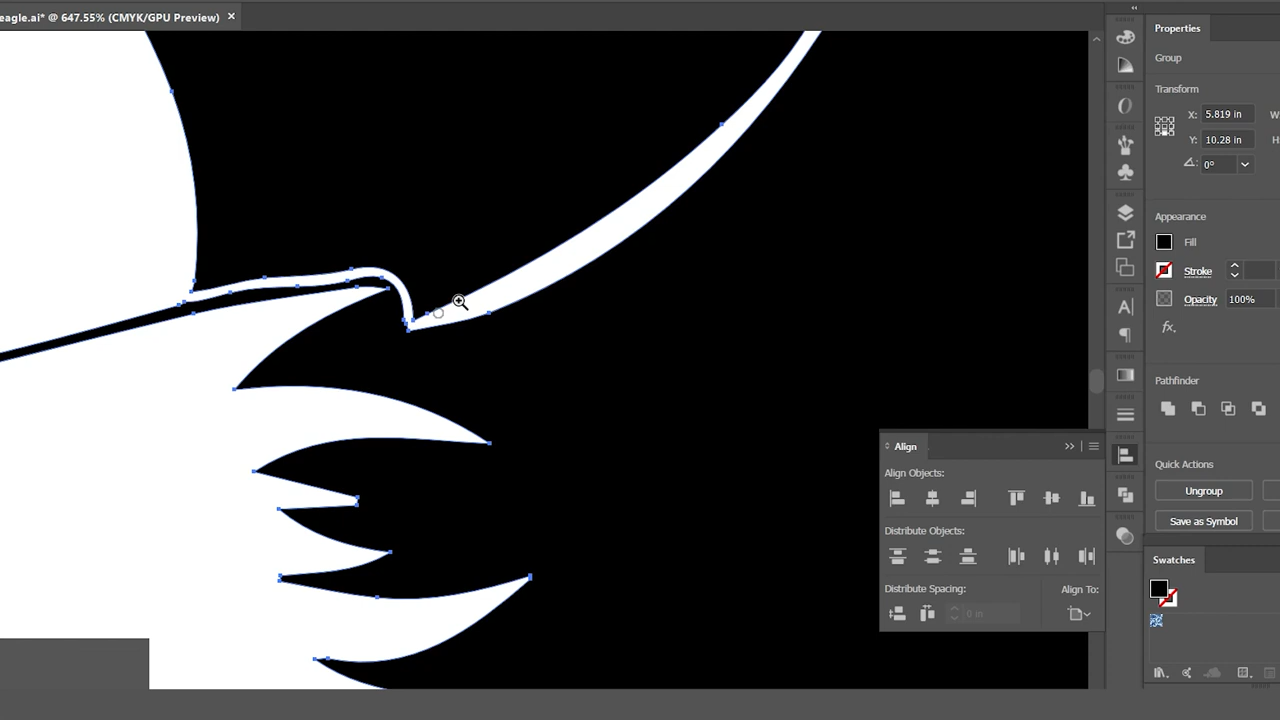 eagle.ai* @ 647.55% (CMYK/GPU Preview) ×
Properties
Group
Transform
X: 5.819 in W
Y: 10.28 in H
0°
Appearance
Fill
Stroke
Opacity 100%
fx.
Pathfinder
Align
Align Objects:
Distribute Objects:
Distribute Spacing: Align To:
0 in
Quick Actions
Ungroup
Save as Symbol
Swatches